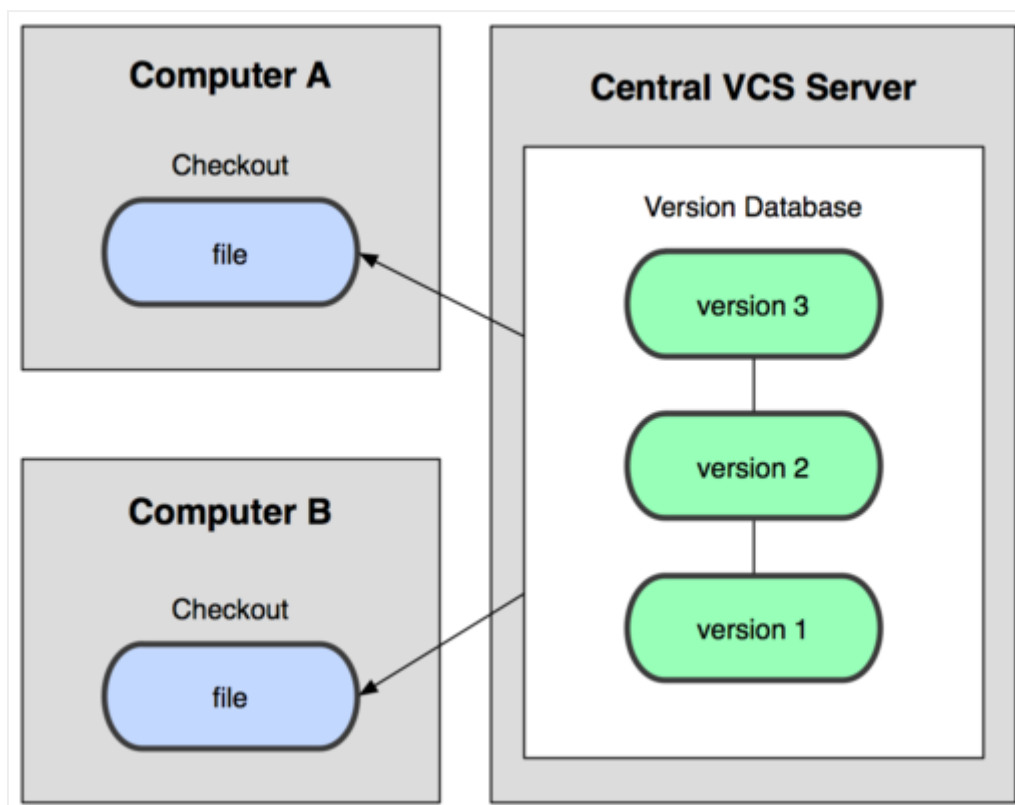 Computer A
Checkout
file
Computer B
Checkout
file
Central VCS Server
Version Database
version 3
version 2
version 1